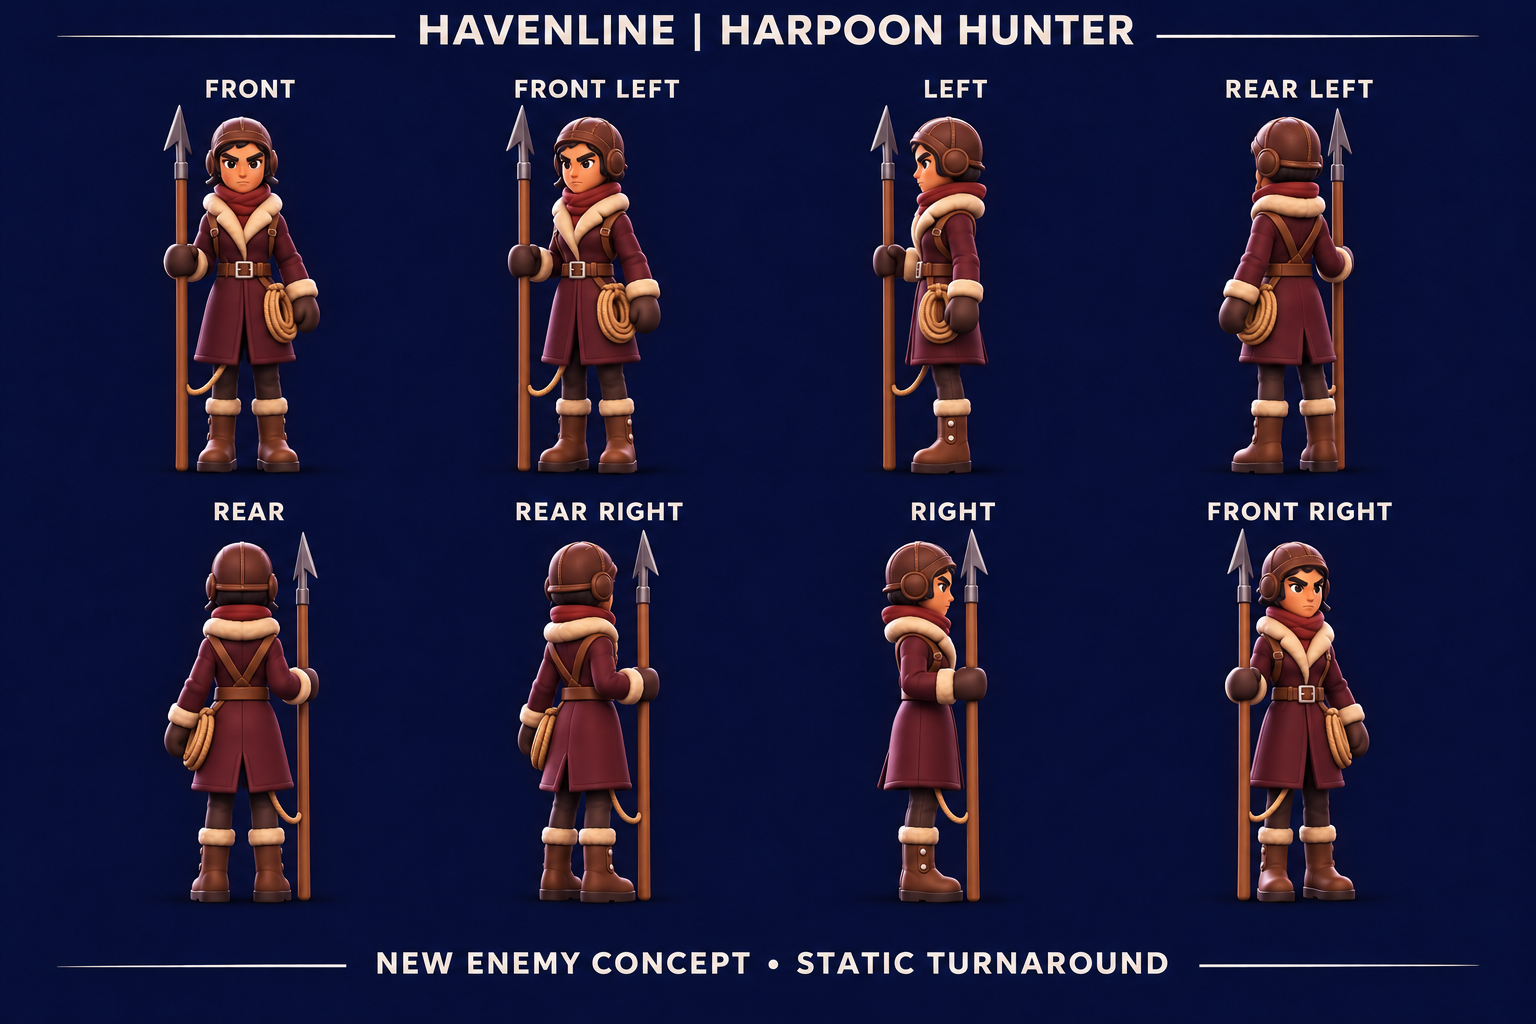 HAVENLINE | HARPOON HUNTER
FRONT
FRONT LEFT
LEFT
REAR LEFT
REAR
REAR RIGHT
RIGHT
FRONT RIGHT
NEW ENEMY CONCEPT • STATIC TURNAROUND